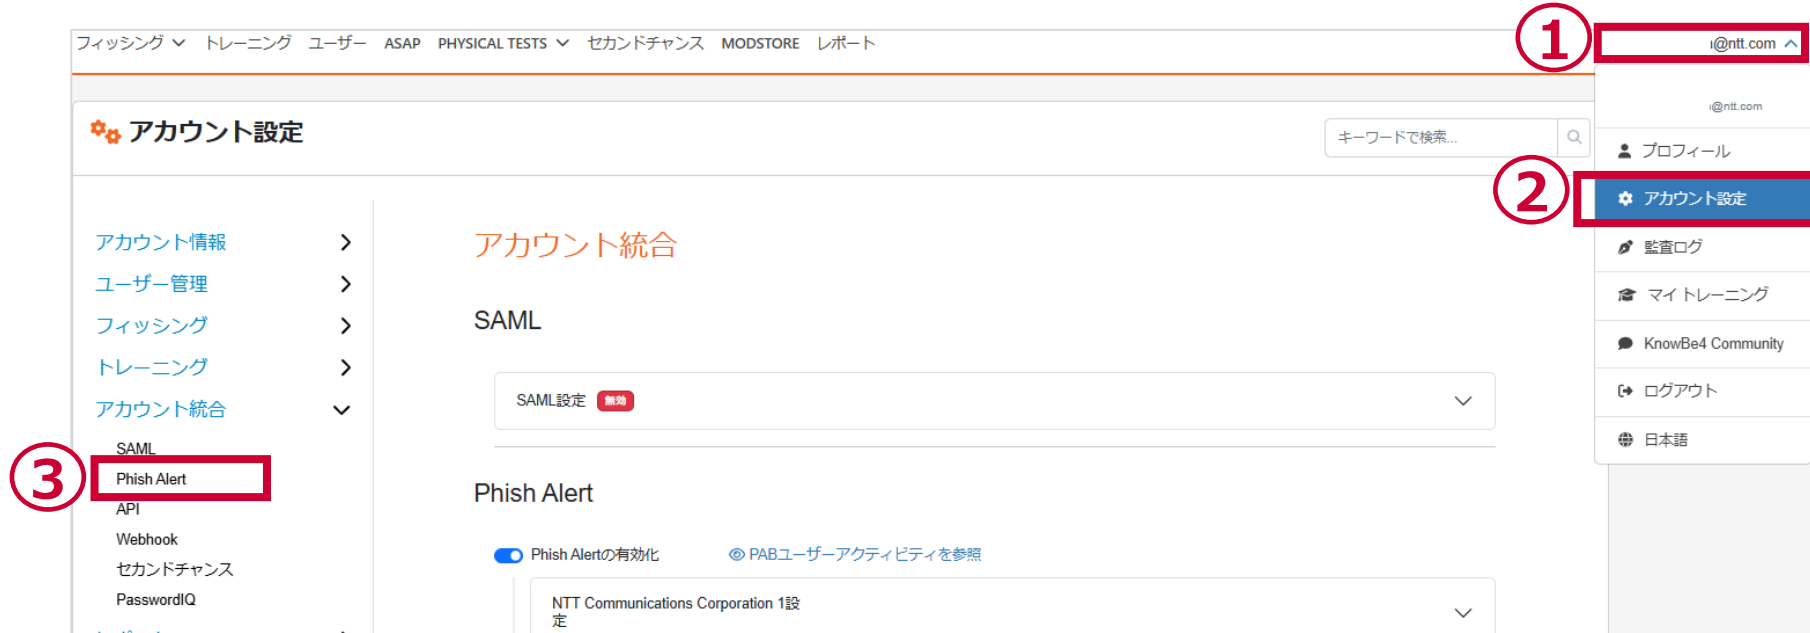 フィッシング トレーニング ユーザー ASAP PHYSICAL TESTS セカンドチャンス MODSTORE レポート
①
@ntt.com
@ntt.com
アカウント設定
キーワードで検索...
プロフィール
②
アカウント設定
監査ログ
マイ トレーニング
KnowBe4 Community
ログアウト
日本語
アカウント情報
ユーザー管理
フィッシング
トレーニング
アカウント統合
SAML
③
Phish Alert
API
Webhook
セカンドチャンス
PasswordIQ
アカウント統合
SAML
SAML設定 無効
Phish Alert
Phish Alertの有効化 PABユーザーアクティビティを参照
NTT Communications Corporation 1設
定